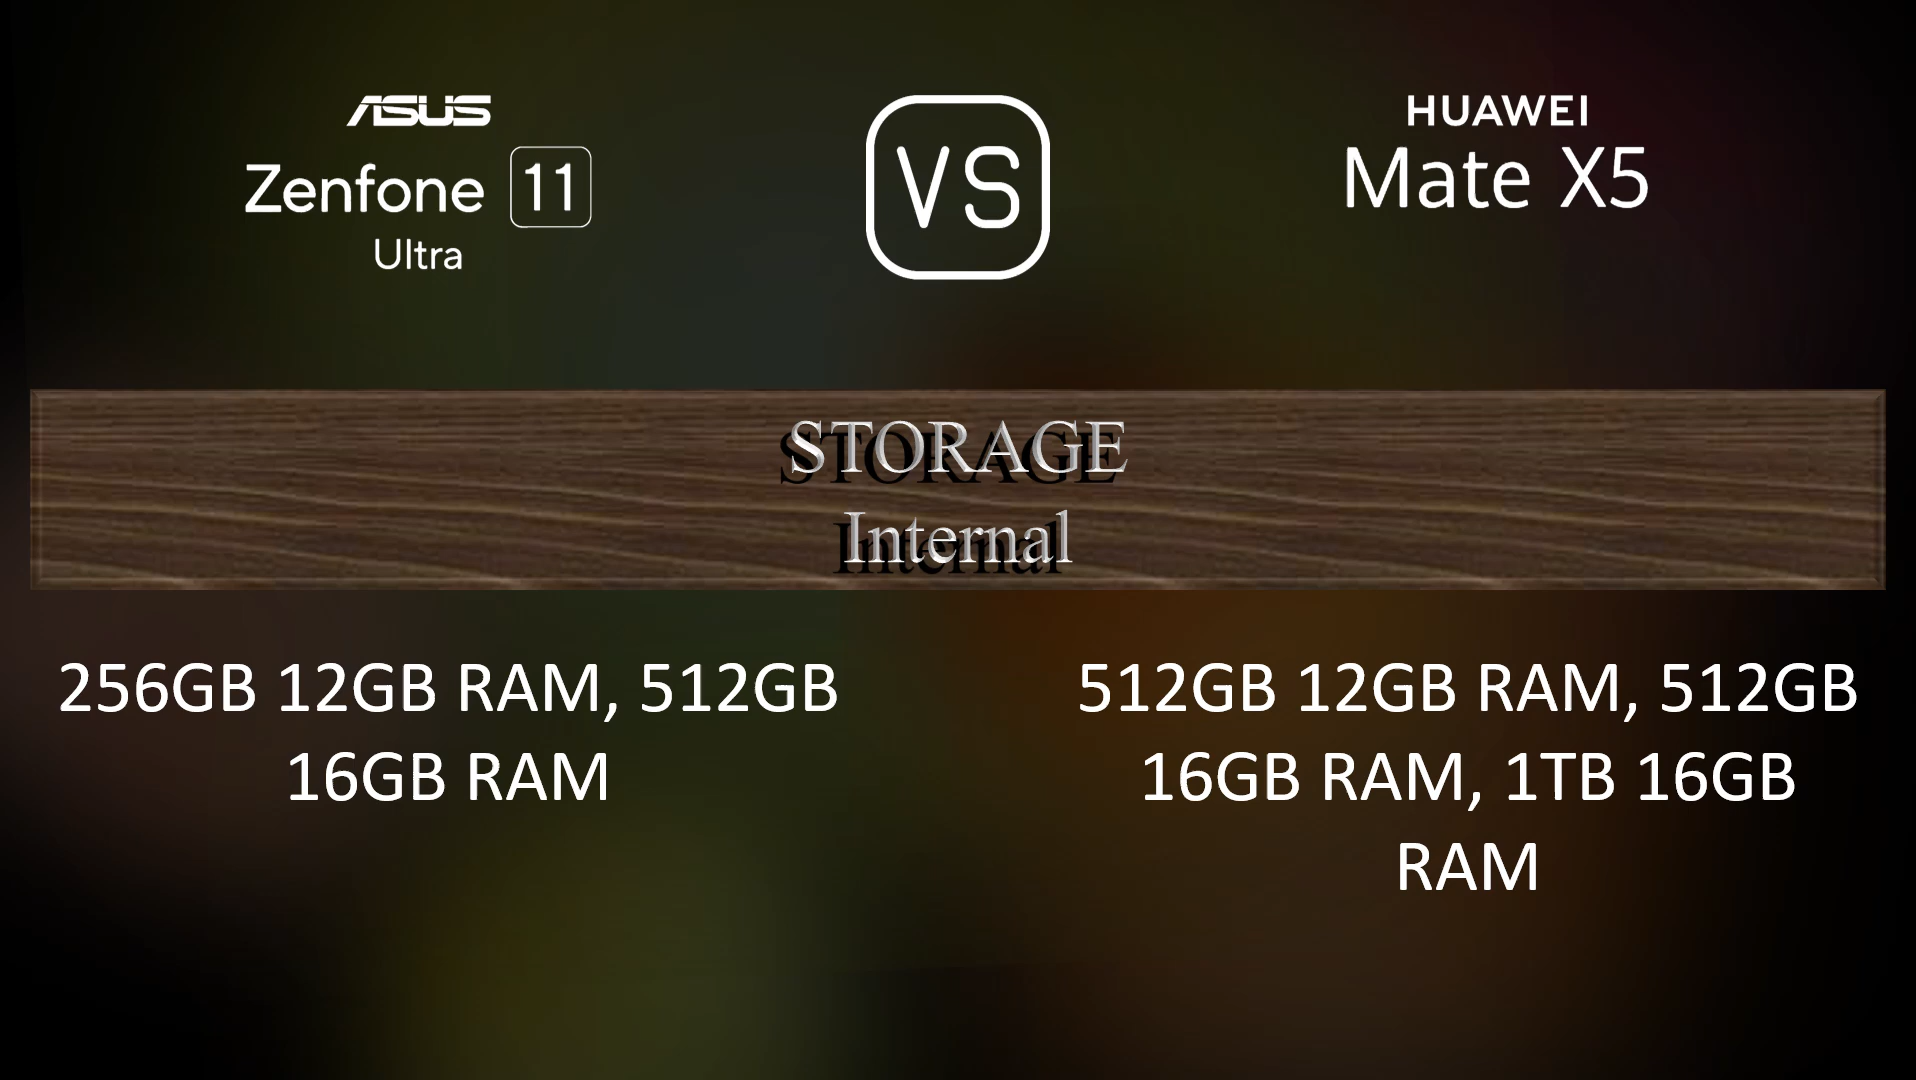 ASUS
Zenfone 11
Ultra
VS
HUAWEI
Mate X5
STORAGE
Internal
256GB 12GB RAM, 512GB
16GB RAM
512GB 12GB RAM, 512GB
16GB RAM, 1TB 16GB
RAM